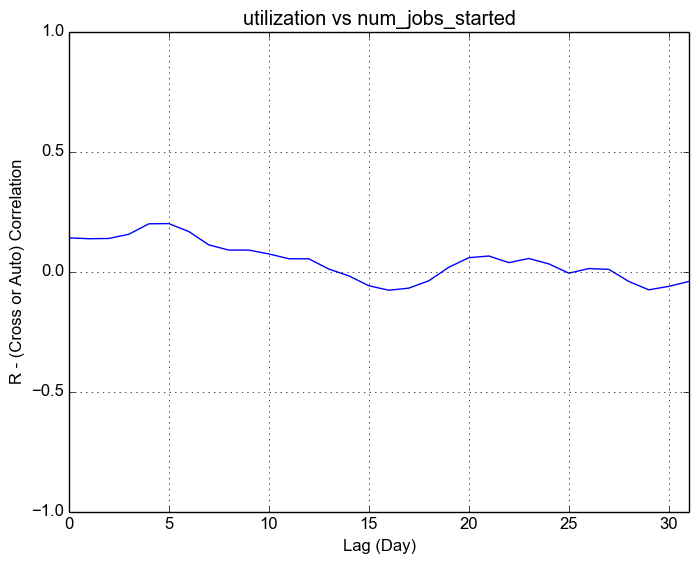 utilization vs num_jobs_started
1.0
0.5
0.0
−0.5
−1.0
R - (Cross or Auto) Correlation
0 5 10 15 20 25 30
Lag (Day)